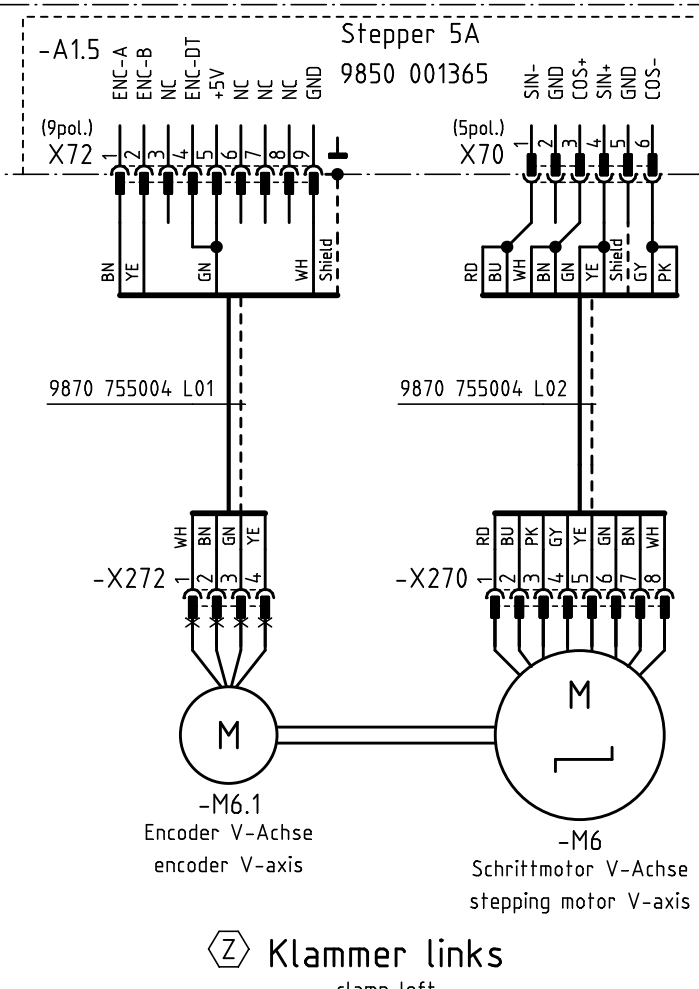 Stepper 5A
9850 001365
-A1.5
ENC-A
ENC-B
NC
ENC-DT
+5V
NC
NC
NC
GND
SIN-
GND
COS+
SIN+
GND
COS-
(9pol.)
X72
1
2
3
4
5
6
7
8
9
(5pol.)
X70
1
2
3
4
5
6
BN
YE
GN
WH
Shield
RD
BU
WH
BN
GN
YE
Shield
GY
PK
9870 755004 L01
9870 755004 L02
WH
BN
GN
YE
RD
BU
PK
GY
YE
GN
BN
WH
-X272
1
2
3
4
-X270
1
2
3
4
5
6
7
8
M
M
-M6.1
Encoder V-Achse
encoder V-axis
-M6
Schrittmotor V-Achse
stepping motor V-axis
Z
Klammer links
clamp left